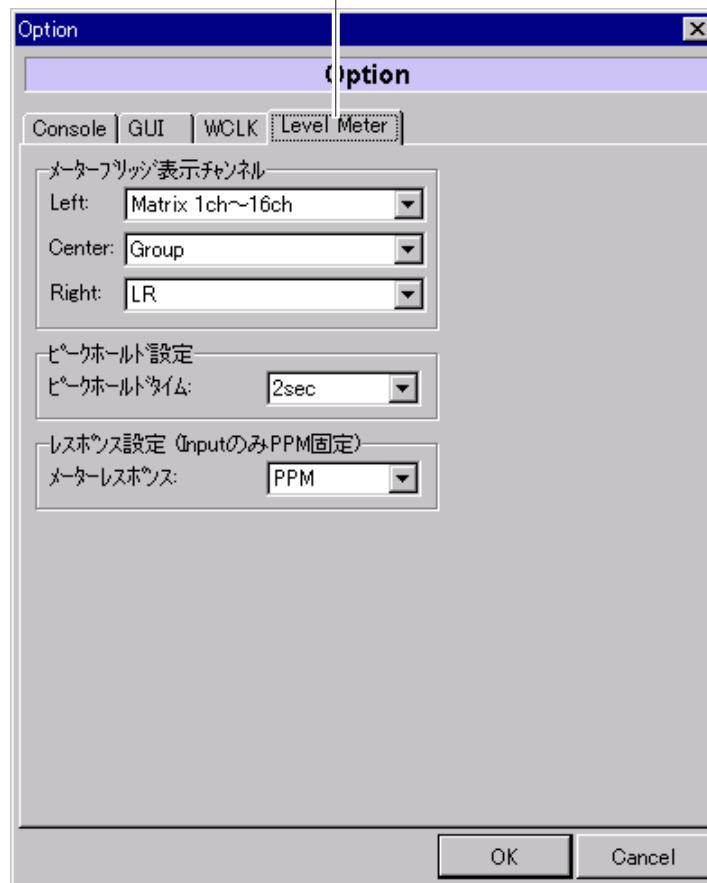 Option
Option
Console GUI WCLK Level Meter
ﾒｰﾀｰﾌﾞﾘｯｼﾞ表示ﾁｬﾝﾈﾙ
Left: Matrix 1ch～16ch
Center: Group
Right: LR
ﾋﾟｰｸﾎｰﾙﾄﾞ設定
ﾋﾟｰｸﾎｰﾙﾄﾞﾀｲﾑ: 2sec
ﾚｽﾎﾟﾝｽ設定 (InputのみPPM固定)
ﾒｰﾀｰﾚｽﾎﾟﾝｽ: PPM
OK Cancel